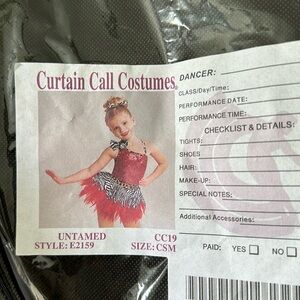 Curtain Call Costumes®
UNTAMED CC19
STYLE: E2159 SIZE: CSM
DANCER:
CLASS/Day/Time:
PERFORMANCE DATE:
PERFORMANCE TIME:
CHECKLIST & DETAILS:
TIGHTS:
SHOES
HAIR:
MAKE-UP:
SPECIAL NOTES:
Additional Accessories:
PAID: YES NO